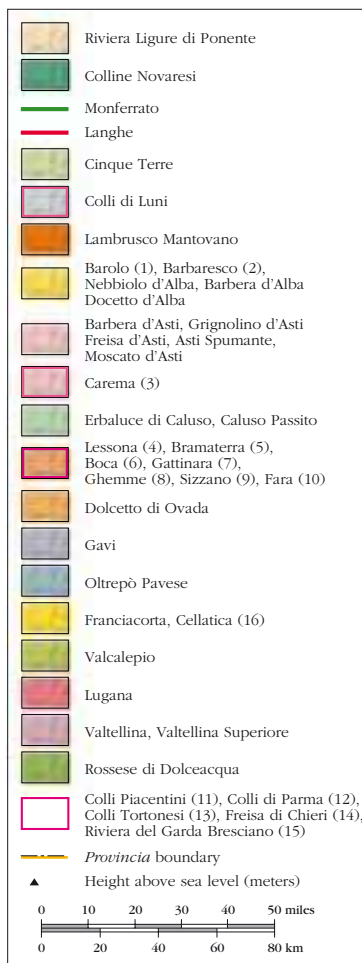 Riviera Ligure di Ponente
Colline Novaresi
Monferrato
Langhe
Cinque Terre
Colli di Luni
Lambrusco Mantovano
Barolo (1), Barbaresco (2),
Nebbiolo d'Alba, Barbera d'Alba
Docetto d'Alba
Barbera d'Asti, Grignolino d'Asti
Freisa d'Asti, Asti Spumante,
Moscato d'Asti
Carema (3)
Erbaluce di Caluso, Caluso Passito
Lessona (4), Bramaterra (5),
Boca (6), Gattinara (7),
Ghemme (8), Sizzano (9), Fara (10)
Dolcetto di Ovada
Gavi
Oltrepò Pavese
Franciacorta, Cellatica (16)
Valcalepio
Lugana
Valtellina, Valtellina Superiore
Rossese di Dolceacqua
Colli Piacentini (11), Colli di Parma (12),
Colli Tortonesi (13), Freisa di Chieri (14),
Riviera del Garda Bresciano (15)
Provincia boundary
Height above sea level (meters)
0 10 20 30 40 50 miles
0 20 40 60 80 km